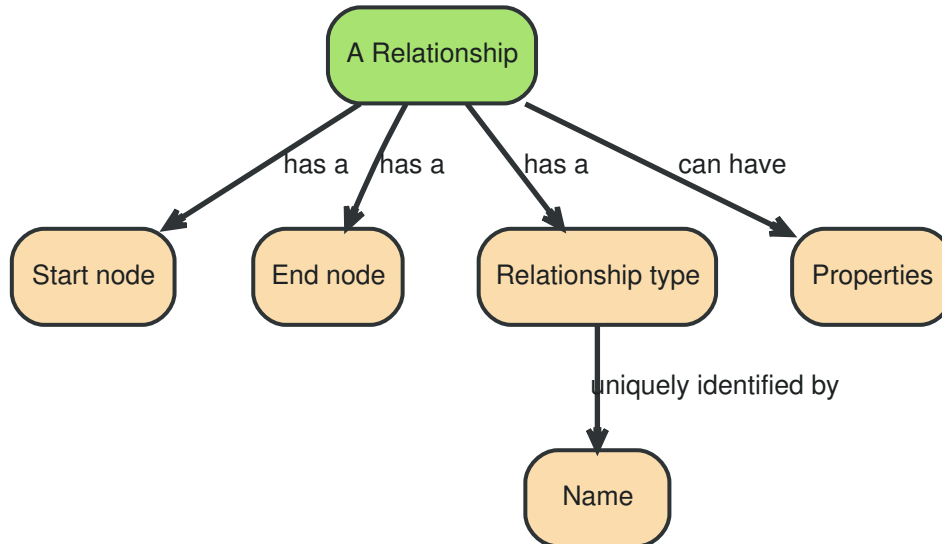 A Relationship
has a
has a
has a
can have
Start node
End node
Relationship type
Properties
uniquely identified by
Name